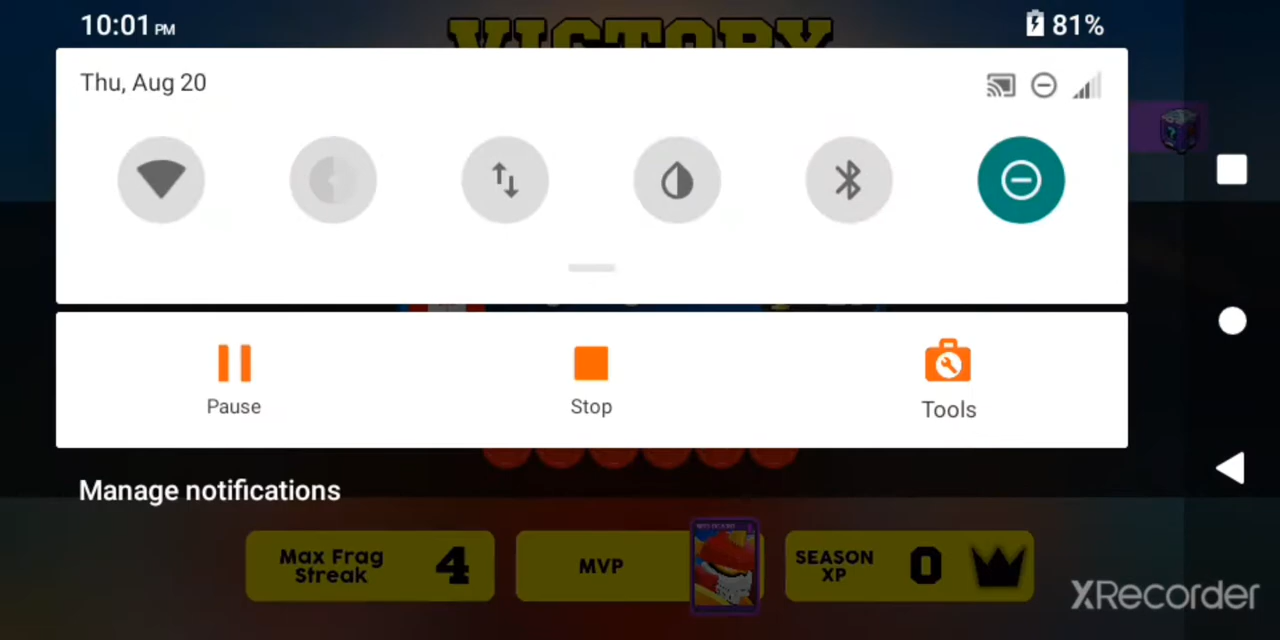 VICTORY
10:01 PM
81%
Thu, Aug 20
Pause
Stop
Tools
Manage notifications
Max Frag
Streak
4
MVP
SEASON
XP
0
XRecorder